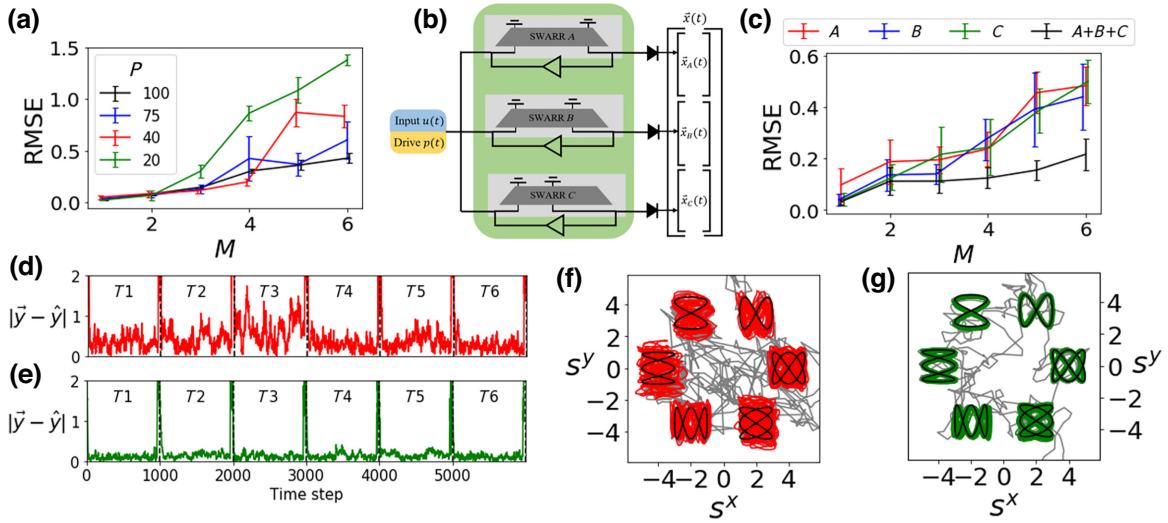 (a)
RMSE
1.5
1.0
0.5
0.0
P
100
75
40
20
2
4
6
M
(b)
Input u(t)
Drive p(t)
SWARR A
SWARR B
SWARR C
x⃗(t)
x⃗_A(t)
x⃗_B(t)
x⃗_C(t)
(c)
A B C A+B+C
RMSE
0.6
0.4
0.2
0.0
2
4
6
M
(d)
|y⃗ − ŷ|
2
1
0
T1 T2 T3 T4 T5 T6
(e)
|y⃗ − ŷ|
2
1
0
T1 T2 T3 T4 T5 T6
0 1000 2000 3000 4000 5000
Time step
(f)
s^y
4
2
0
−2
−4
−4 −2 0 2 4
s^x
(g)
4
2
0
−2
−4
s^y
−4 −2 0 2 4
s^x